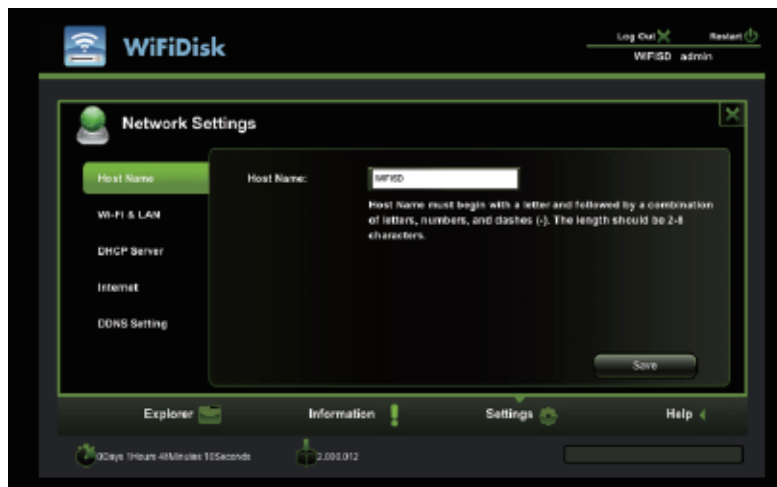 WiFiDisk
Log Out
Restart
WIFISD admin
Network Settings
Host Name
Host Name:
WIFISD
Host Name must begin with a letter and followed by a combination
of letters, numbers, and dashes (-). The length should be 2-8
characters.
Wi-Fi & LAN
DHCP Server
Internet
DDNS Setting
Save
Explorer
Information
Settings
Help
0Days 1Hours Minutes 10Seconds
2.000.012